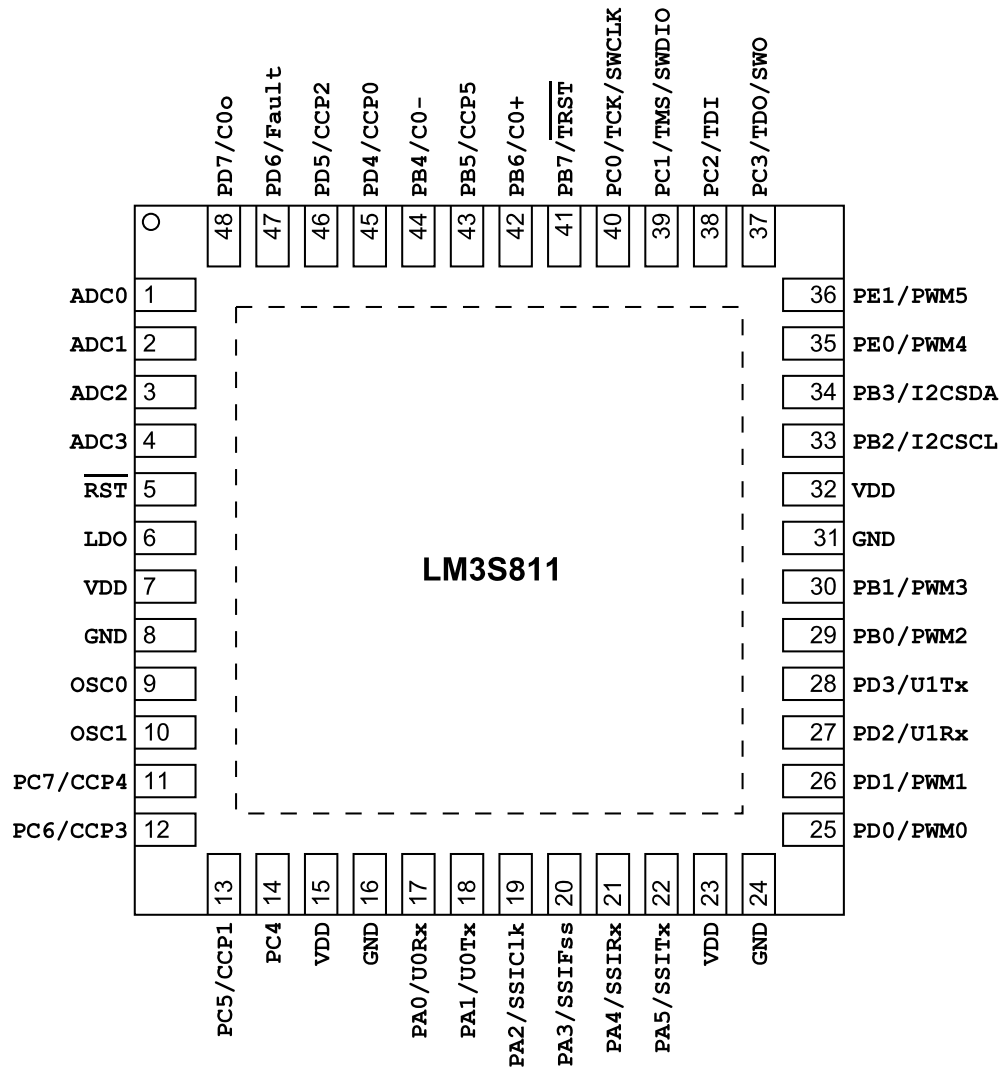 PD7/C0o
PD6/Fault
PD5/CCP2
PD4/CCP0
PB4/C0-
PB5/CCP5
PB6/C0+
PB7/TRST
PC0/TCK/SWCLK
PC1/TMS/SWDIO
PC2/TDI
PC3/TDO/SWO
48
47
46
45
44
43
42
41
40
39
38
37
ADC0 1
ADC1 2
ADC2 3
ADC3 4
RST 5
LDO 6
VDD 7
GND 8
OSC0 9
OSC1 10
PC7/CCP4 11
PC6/CCP3 12
LM3S811
36 PE1/PWM5
35 PE0/PWM4
34 PB3/I2CSDA
33 PB2/I2CSCL
32 VDD
31 GND
30 PB1/PWM3
29 PB0/PWM2
28 PD3/U1Tx
27 PD2/U1Rx
26 PD1/PWM1
25 PD0/PWM0
13
14
15
16
17
18
19
20
21
22
23
24
PC5/CCP1
PC4
VDD
GND
PA0/U0Rx
PA1/U0Tx
PA2/SSIClk
PA3/SSIFss
PA4/SSIRx
PA5/SSITx
VDD
GND